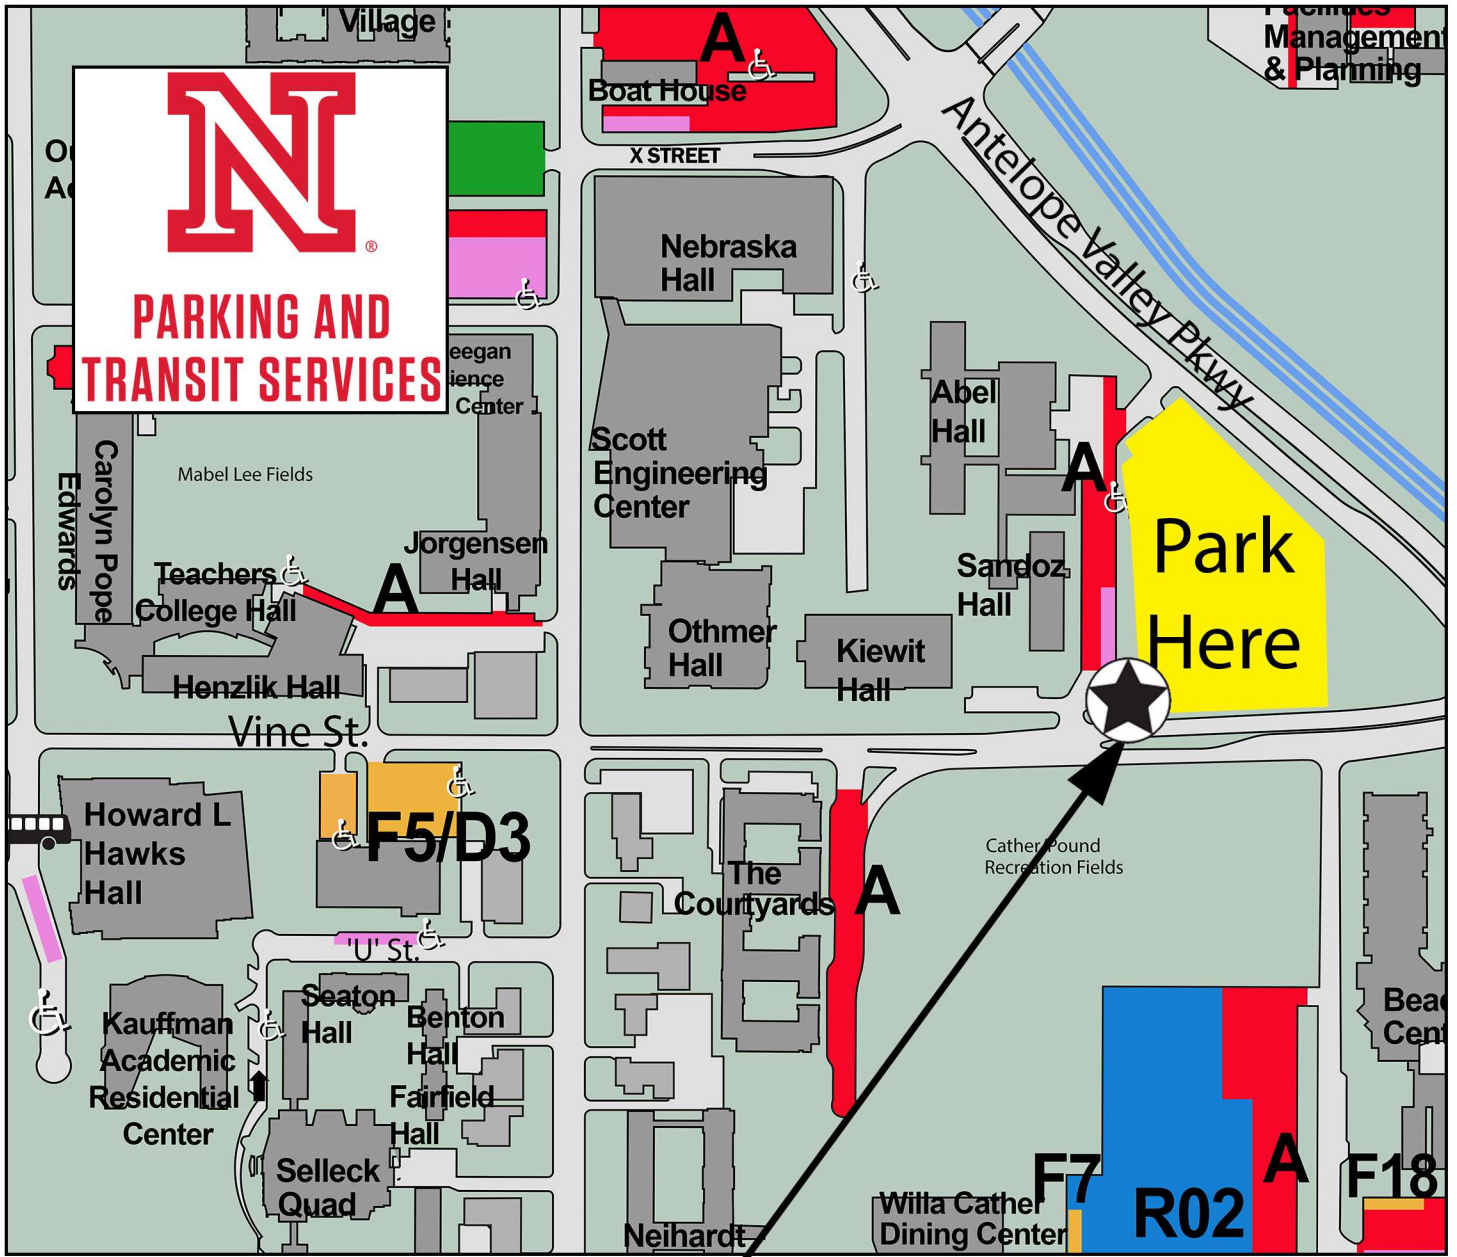 Village
A
Facilities
Management
& Planning
Boat House
N
®
PARKING AND
TRANSIT SERVICES
X STREET
Antelope Valley Pkwy
Nebraska
Hall
Center
Abel
Hall
Scott
Engineering
Center
A
Mabel Lee Fields
Carolyn Pope
Edwards
Park
Here
Jorgensen
Hall
Teachers
College Hall
A
Sandoz
Hall
Othmer
Hall
Kiewit
Hall
Henzlik Hall
Vine St.
Howard L
Hawks
Hall
F5/D3
Cather Pound
Recreation Fields
The
Courtyards
A
'U' St.
Seaton
Hall
Benton
Hall
Kauffman
Academic
Residential
Center
Fairfield
Hall
Selleck
Quad
F7
R02
A
F18
Willa Cather
Dining Center
Neihardt